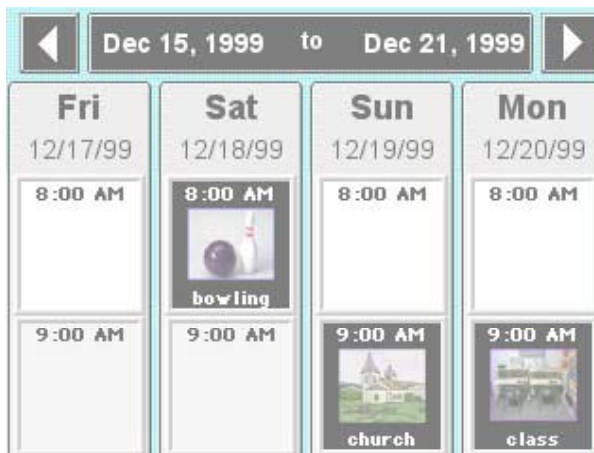 Dec 15, 1999 to Dec 21, 1999
Fri Sat Sun Mon
12/17/99 12/18/99 12/19/99 12/20/99
8:00 AM 8:00 AM 8:00 AM 8:00 AM
bowling
9:00 AM 9:00 AM 9:00 AM 9:00 AM
church class